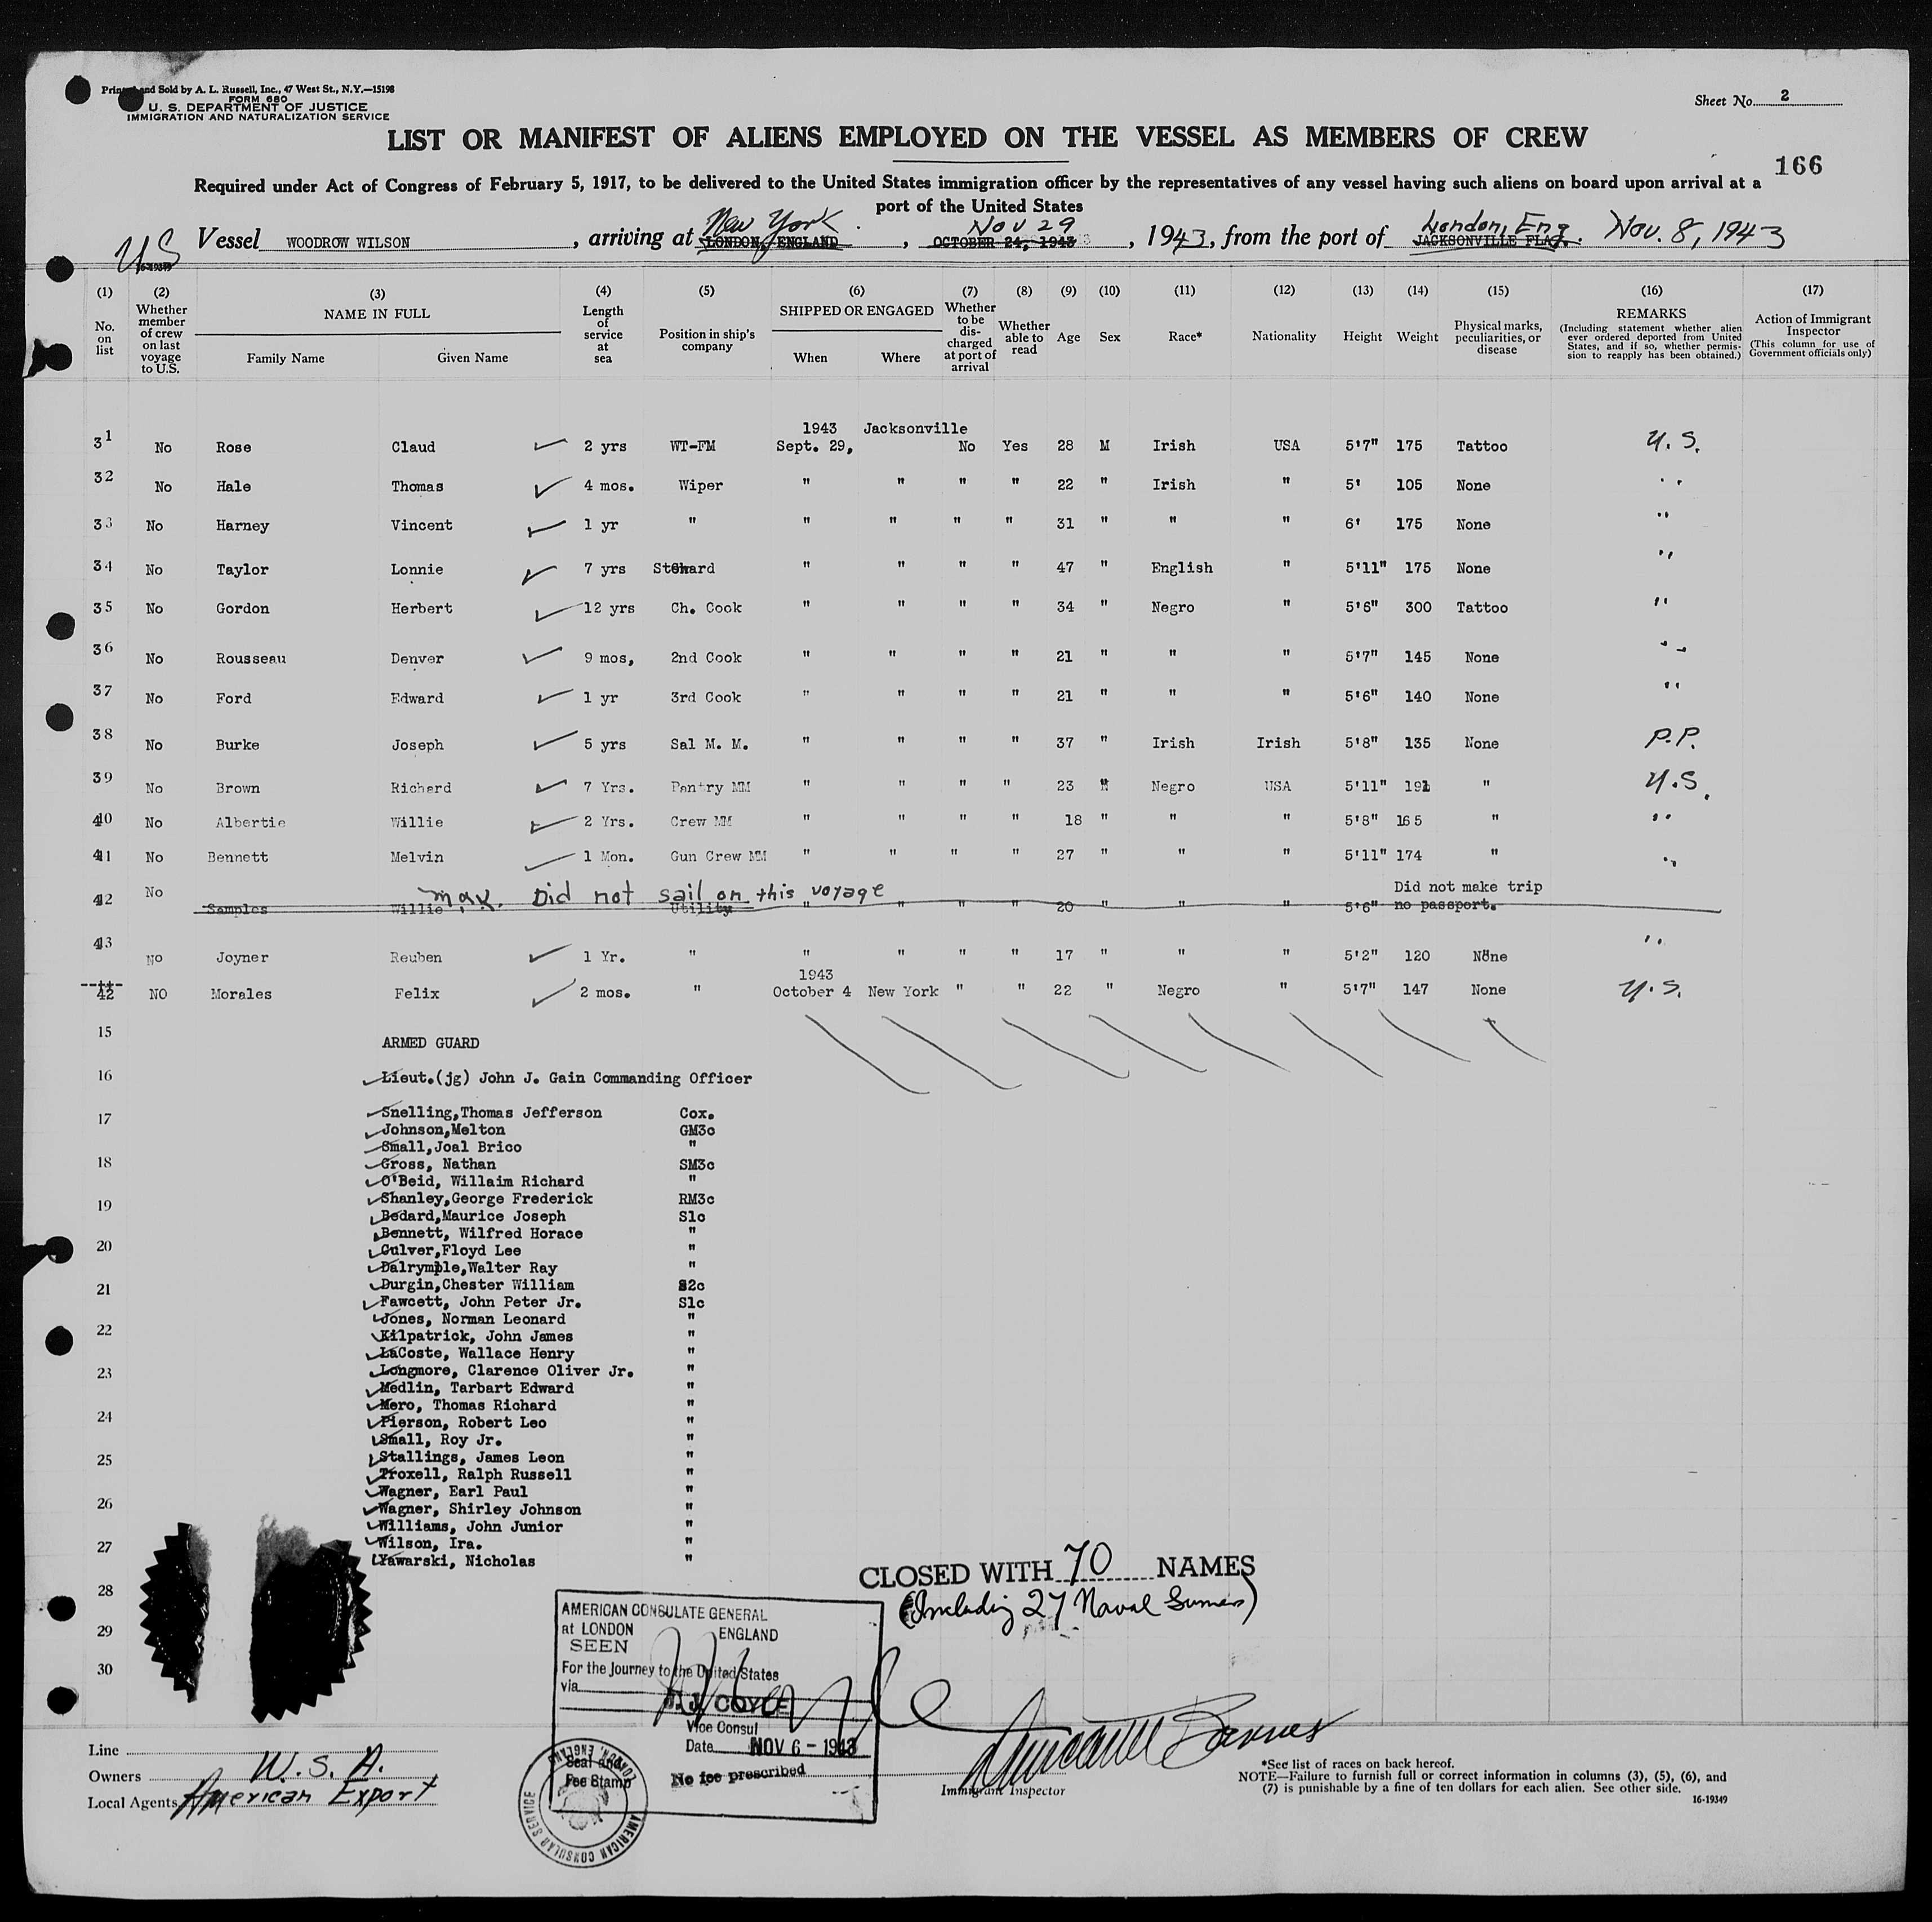 Printed and Sold by A. L. Russell, Inc., 47 West St., N.Y.—15198
FORM 680
U. S. DEPARTMENT OF JUSTICE
IMMIGRATION AND NATURALIZATION SERVICE
Sheet No. 2
LIST OR MANIFEST OF ALIENS EMPLOYED ON THE VESSEL AS MEMBERS OF CREW
166
Required under Act of Congress of February 5, 1917, to be delivered to the United States immigration officer by the representatives of any vessel having such aliens on board upon arrival at a
port of the United States
New York Nov 29 London, Eng. Nov. 8, 1943
US Vessel WOODROW WILSON, arriving at LONDON, ENGLAND, OCTOBER 24, 1943, 1943, from the port of JACKSONVILLE FLA.
16-19349
(1) No. on list
(2) Whether member of crew on last voyage to U.S.
(3) NAME IN FULL Family Name Given Name
(4) Length of service at sea
(5) Position in ship's company
(6) SHIPPED OR ENGAGED When Where
(7) Whether to be discharged at port of arrival
(8) Whether able to read
(9) Age
(10) Sex
(11) Race*
(12) Nationality
(13) Height
(14) Weight
(15) Physical marks, peculiarities, or disease
(16) REMARKS (Including statement whether alien ever ordered deported from United States, and if so, whether permission to reapply has been obtained.)
(17) Action of Immigrant Inspector (This column for use of Government officials only)
1943 Jacksonville
31 No Rose Claud 2 yrs WT-FM Sept. 29, No Yes 28 M Irish USA 5'7" 175 Tattoo U.S.
32 No Hale Thomas 4 mos. Wiper " " " " 22 " Irish " 5' 105 None "
33 No Harney Vincent 1 yr " " " " " 31 " " " 6' 175 None "
34 No Taylor Lonnie 7 yrs Steward " " " " 47 " English " 5'11" 175 None "
35 No Gordon Herbert 12 yrs Ch. Cook " " " " 34 " Negro " 5'6" 300 Tattoo "
36 No Rousseau Denver 9 mos, 2nd Cook " " " " 21 " " " 5'7" 145 None "
37 No Ford Edward 1 yr 3rd Cook " " " " 21 " " " 5'6" 140 None "
38 No Burke Joseph 5 yrs Sal M. M. " " " " 37 " Irish Irish 5'8" 135 None P.P.
39 No Brown Richard 7 Yrs. Pantry MM " " " " 23 " Negro USA 5'11" 191 " U.S.
40 No Albertie Willie 2 Yrs. Crew MM " " " " 18 " " " 5'8" 165 " "
41 No Bennett Melvin 1 Mon. Gun Crew MM " " " " 27 " " " 5'11" 174 " "
max. Did not sail on this voyage Did not make trip
42 No Samples Willie Utility " " " " 20 " " " 5'6" no passport.
43 No Joyner Reuben 1 Yr. " " " " " 17 " " " 5'2" 120 None "
1943
42 NO Morales Felix 2 mos. " October 4 New York " " 22 " Negro " 5'7" 147 None U.S.
15
ARMED GUARD
16 Lieut.(jg) John J. Gain Commanding Officer
17 Snelling,Thomas Jefferson Cox.
Johnson,Melton GM3c
Small,Joal Brico "
18 Gross, Nathan SM3c
O'Beid, Willaim Richard "
19 Shanley,George Frederick RM3c
Bedard,Maurice Joseph S1c
Bennett, Wilfred Horace "
20 Culver,Floyd Lee "
Dalrymple,Walter Ray "
21 Durgin,Chester William S2c
Fawcett, John Peter Jr. S1c
Jones, Norman Leonard "
22 Kilpatrick, John James "
LaCoste, Wallace Henry "
23 Longmore, Clarence Oliver Jr. "
Medlin, Tarbart Edward "
Mero, Thomas Richard "
24 Pierson, Robert Leo "
Small, Roy Jr. "
25 Stallings, James Leon "
Troxell, Ralph Russell "
Wagner, Earl Paul "
26 Wagner, Shirley Johnson "
Williams, John Junior "
27 Wilson, Ira. "
Yawarski, Nicholas "
CLOSED WITH 70 NAMES
(Including 27 Naval Gunners)
28
29
30
AMERICAN CONSULATE GENERAL
at LONDON ENGLAND
SEEN
For the Journey to the United States
via
J. COYLE
Vice Consul
Date NOV 6 - 1943
Seal and
Fee Stamp
No fee prescribed
LONDON, ENGLAND
AMERICAN CONSULAR SERVICE
Line
Owners W. S. A.
Local Agents American Export
Immigrant Inspector
*See list of races on back hereof.
NOTE—Failure to furnish full or correct information in columns (3), (5), (6), and
(7) is punishable by a fine of ten dollars for each alien. See other side.
16-19349